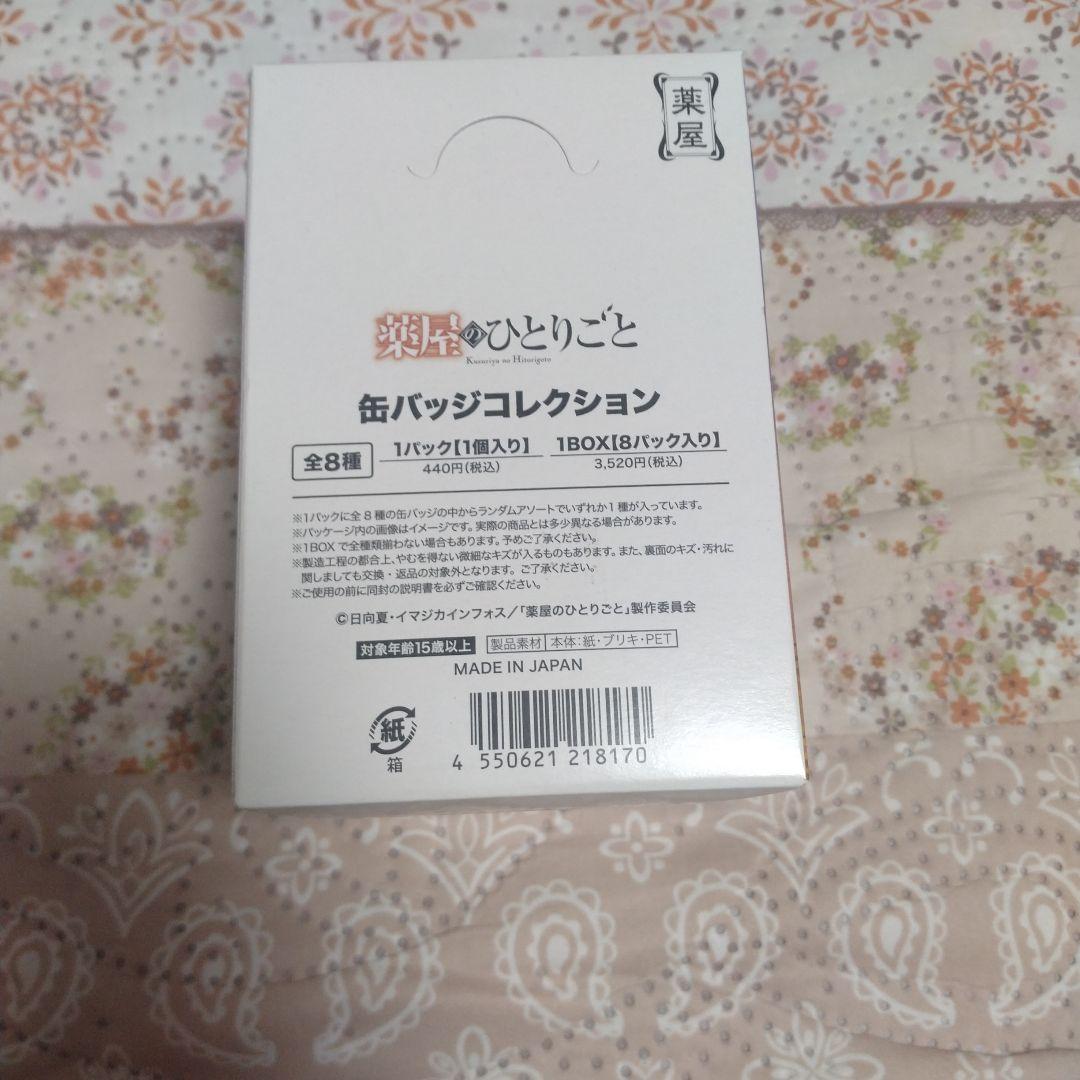 薬屋
薬屋のひとりごと
Kusuriya no Hitorigoto
缶バッジコレクション
全8種
1パック【1個入り】
440円(税込)
1BOX【8パック入り】
3,520円(税込)
※1パックに全8種の缶バッジの中からランダムアソートでいずれか1種が入っています。
※パッケージ内の画像はイメージです。実際の商品とは多少異なる場合があります。
※1BOXで全種類揃わない場合もあります。予めご了承ください。
※製造工程の都合上、やむを得ない微細なキズが入るものもあります。また、裏面のキズ・汚れに
関しましても交換・返品の対象外となります。ご了承ください。
※ご使用の前に同封の説明書を必ずご確認ください。
©日向夏・イマジカインフォス/「薬屋のひとりごと」製作委員会
対象年齢15歳以上 製品素材 本体:紙・ブリキ・PET
MADE IN JAPAN
紙
箱
4 550621 218170